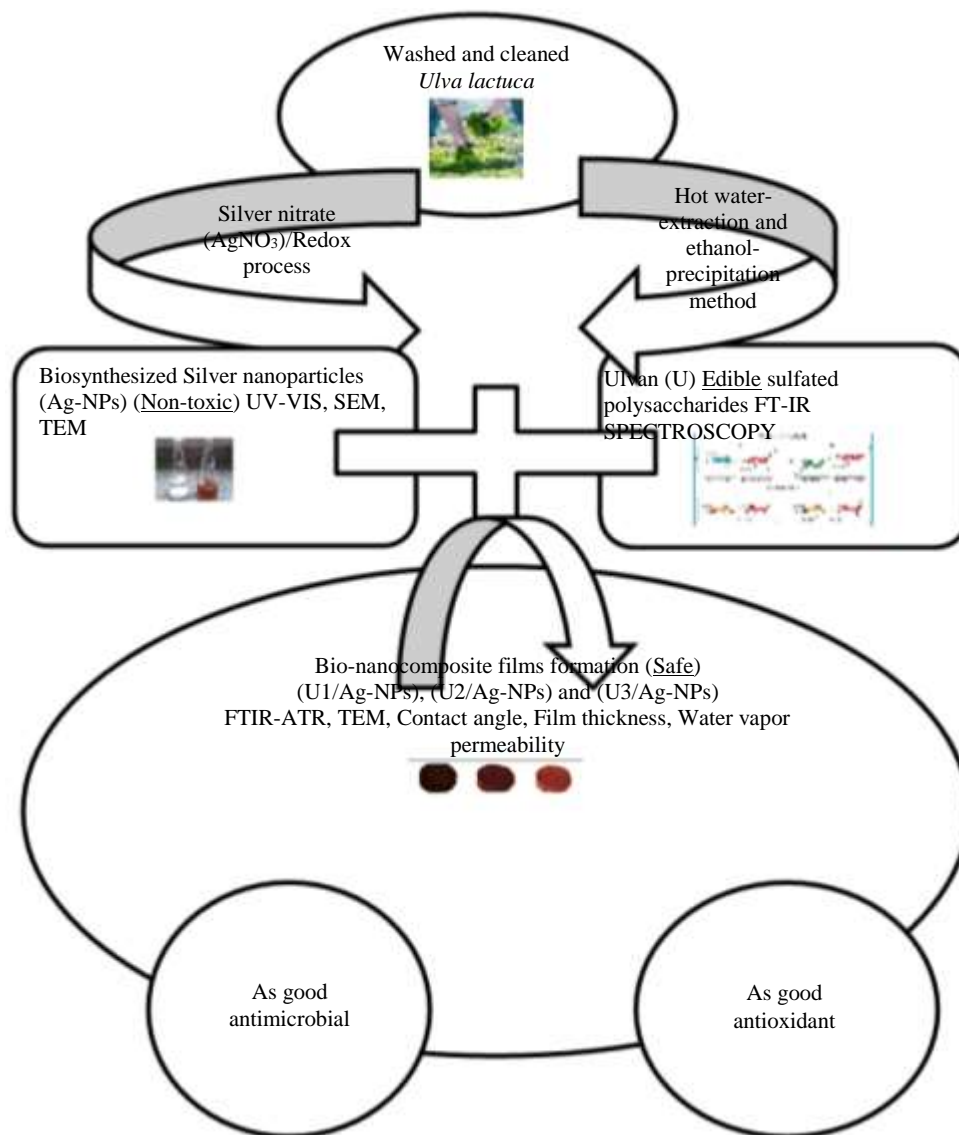 Washed and cleaned
Ulva lactuca
Silver nitrate
(AgNO₃)/Redox
process
Hot water-
extraction and
ethanol-
precipitation
method
Biosynthesized Silver nanoparticles
(Ag-NPs) (Non-toxic) UV-VIS, SEM,
TEM
Ulvan (U) Edible sulfated
polysaccharides FT-IR
SPECTROSCOPY
Bio-nanocomposite films formation (Safe)
(U1/Ag-NPs), (U2/Ag-NPs) and (U3/Ag-NPs)
FTIR-ATR, TEM, Contact angle, Film thickness, Water vapor
permeability
As good
antimicrobial
As good
antioxidant